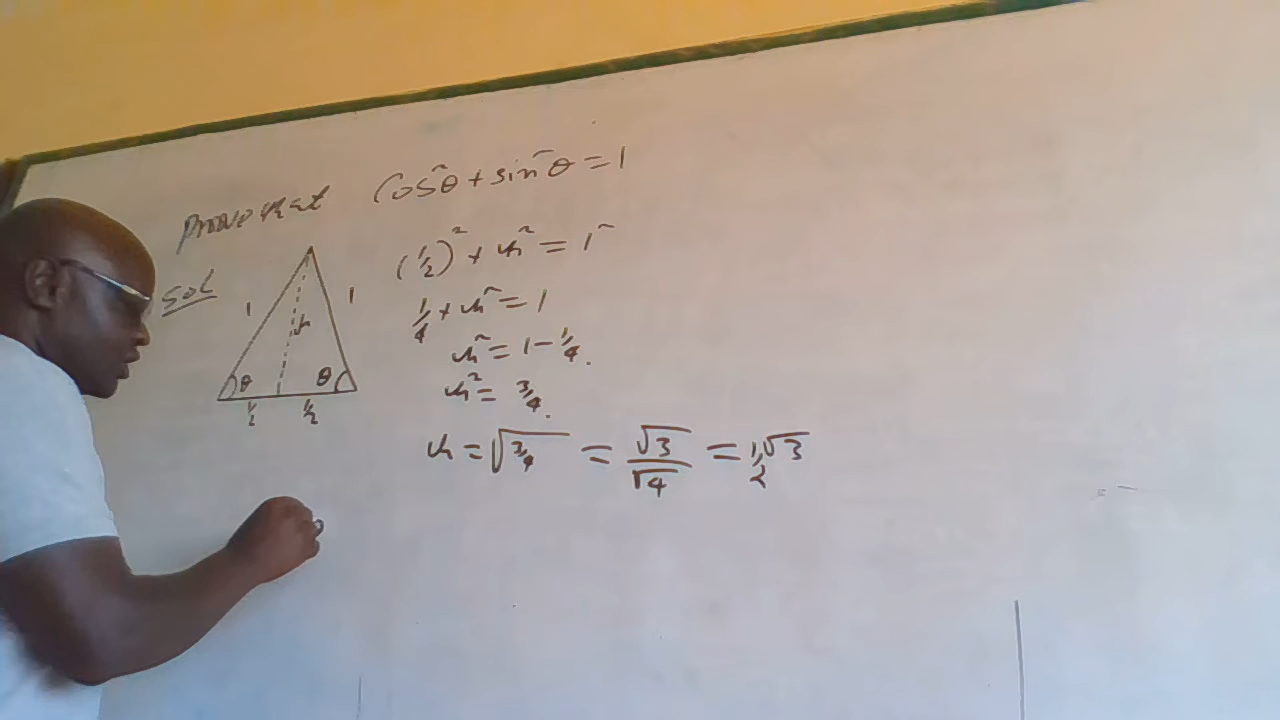 Prove that Cos²θ + sin²θ = 1
Sol
1 1
h
θ θ
½ ½
(½)² + h² = 1²
¼ + h² = 1
h² = 1 - ¼.
h² = ¾.
h = √¾ = √3/√4 = ½√3